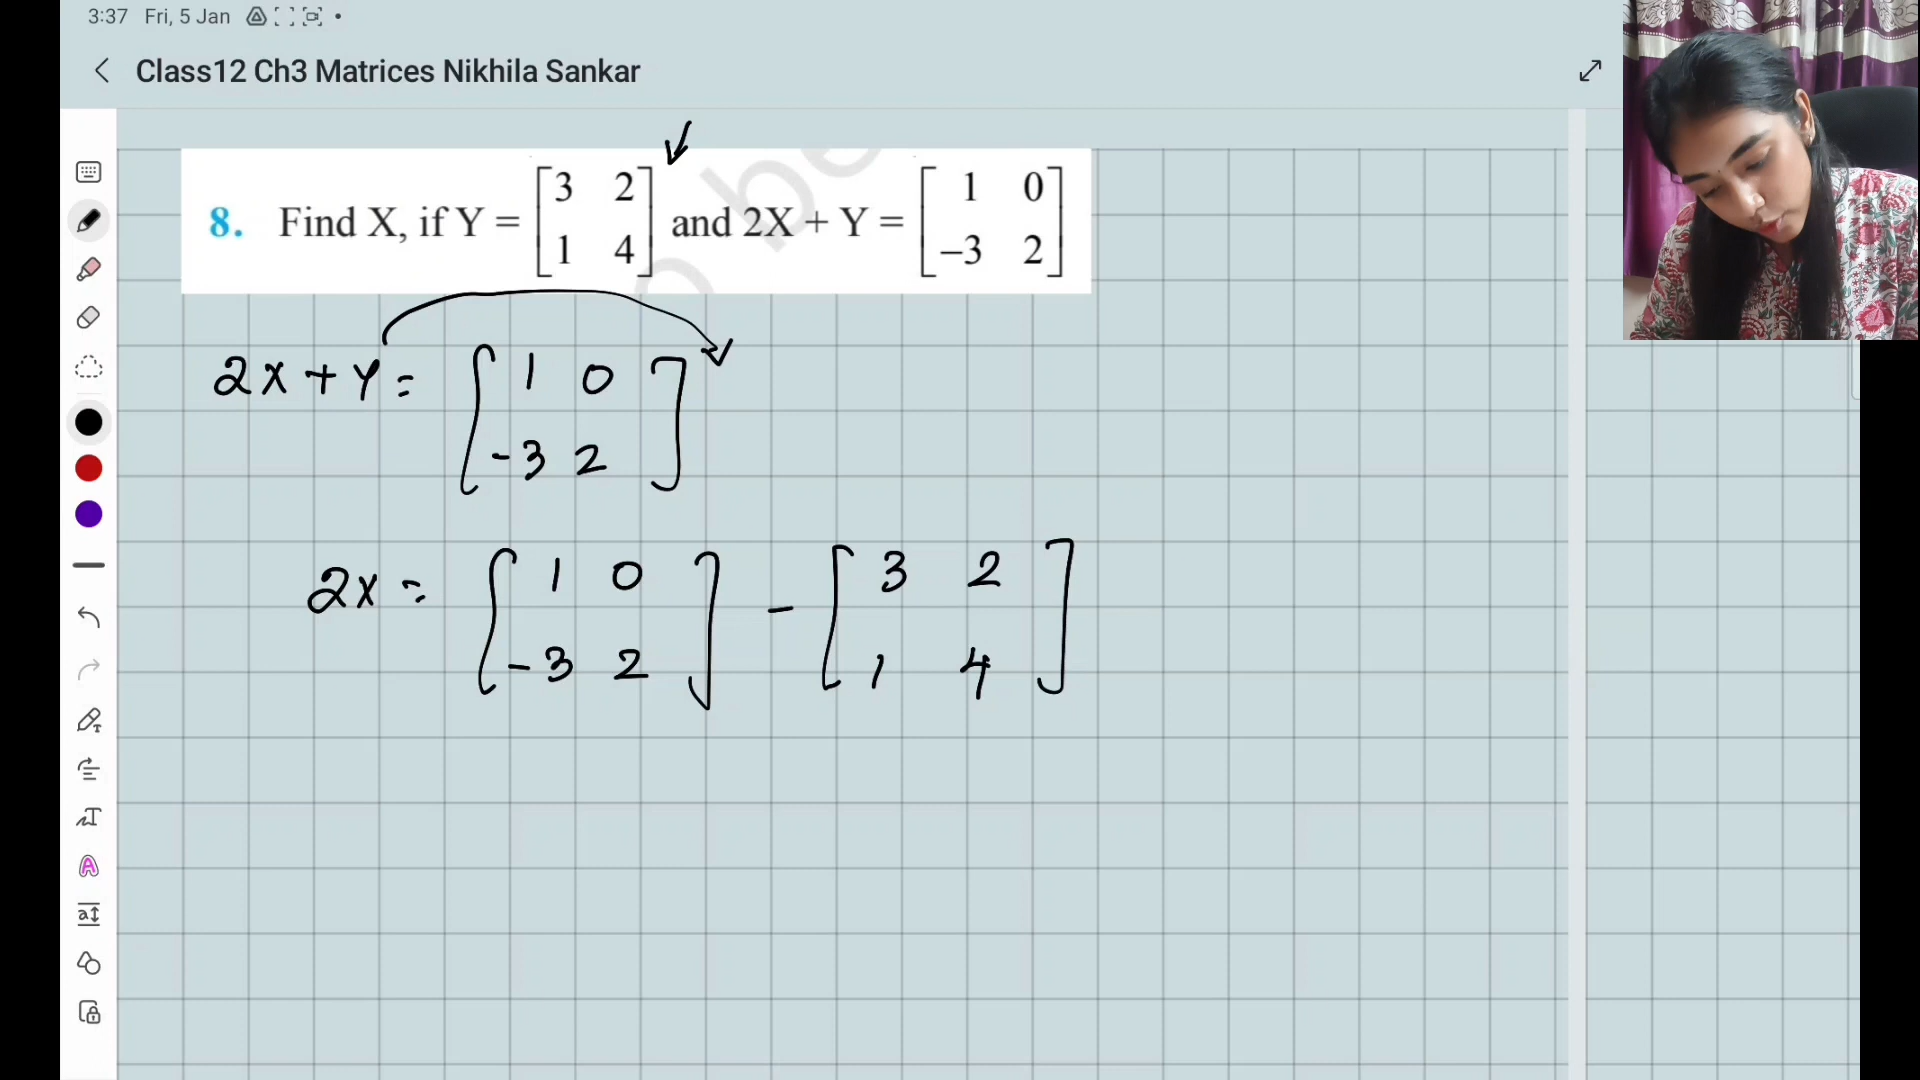 3:37 Fri, 5 Jan
Class12 Ch3 Matrices Nikhila Sankar
8. Find X, if Y = [3 2; 1 4] and 2X + Y = [1 0; −3 2]
2x + y = [1 0; -3 2]
2x = [1 0; -3 2] - [3 2; 1 4]